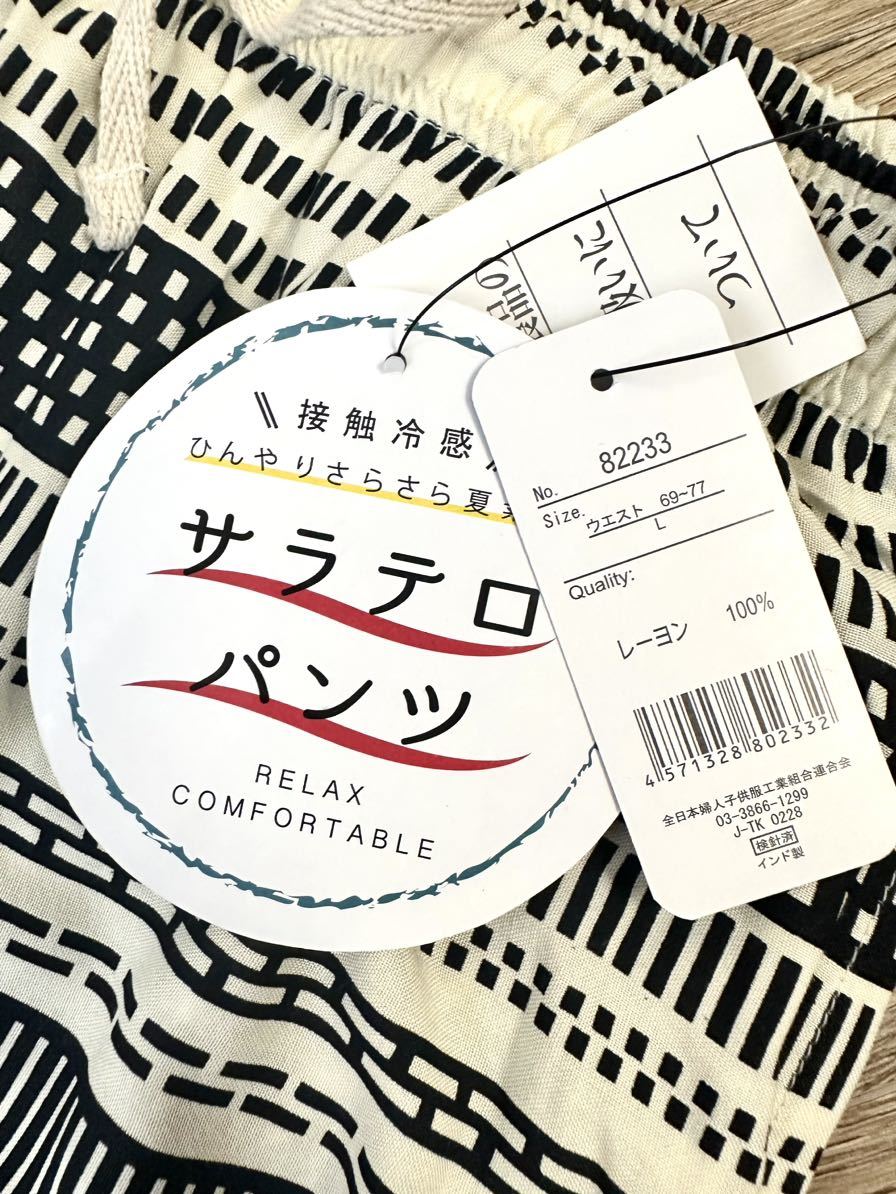 接触冷感
ひんやりさらさら夏
サラテロ
パンツ
RELAX
COMFORTABLE
No. 82233
Size. ウエスト 69~77
L
Quality:
レーヨン 100%
4 571328 802332
全日本婦人子供服工業組合連合会
03-3866-1299
J-TK 0228
検針済
インド製